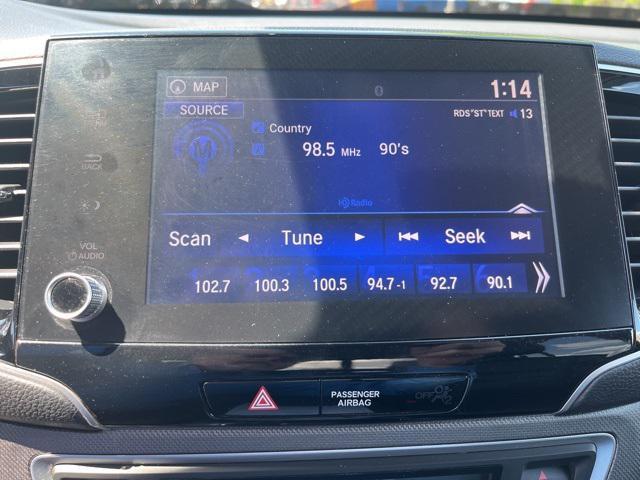 MAP
1:14
SOURCE
RDS "ST" TEXT 13
Country
98.5 MHz 90's
HD Radio
BACK
Scan Tune Seek
VOL
AUDIO
102.7 100.3 100.5 94.7-1 92.7 90.1
PASSENGER
AIRBAG
OFF